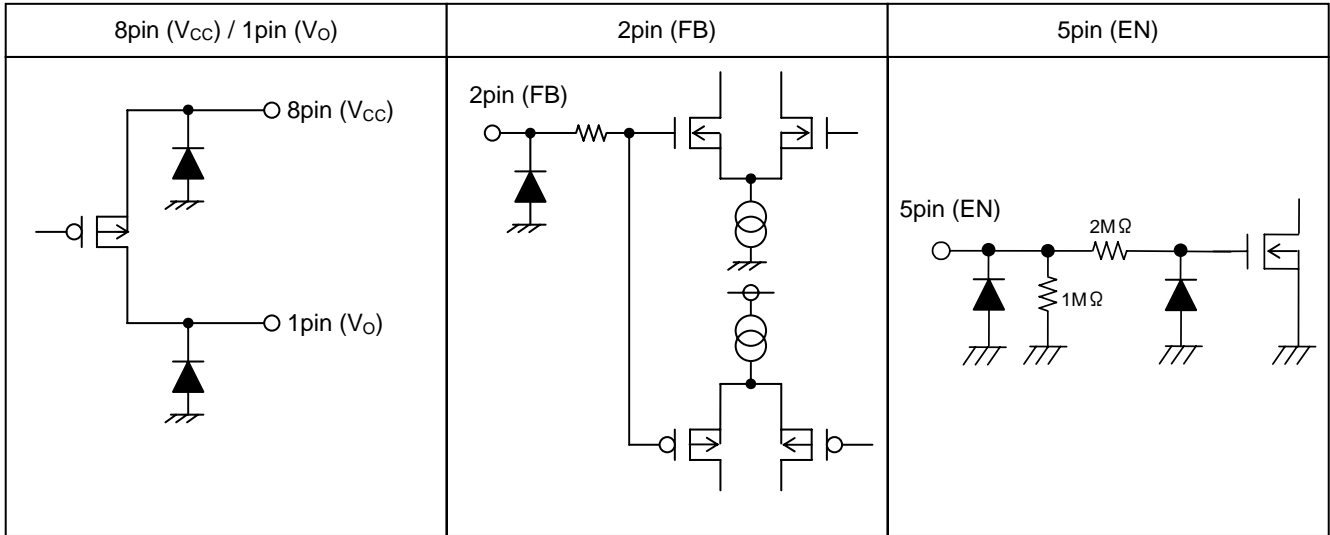 8pin (VCC) / 1pin (VO)
2pin (FB)
5pin (EN)
8pin (VCC)
1pin (VO)
2pin (FB)
5pin (EN)
2MΩ
1MΩ